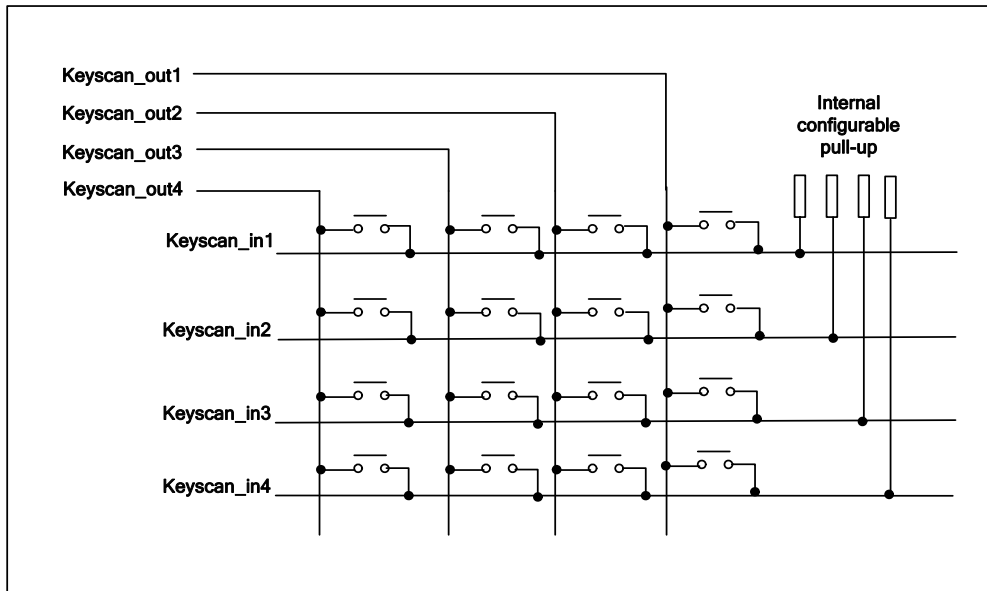 Keyscan_out1
Keyscan_out2
Keyscan_out3
Keyscan_out4
Internal
configurable
pull-up
Keyscan_in1
Keyscan_in2
Keyscan_in3
Keyscan_in4